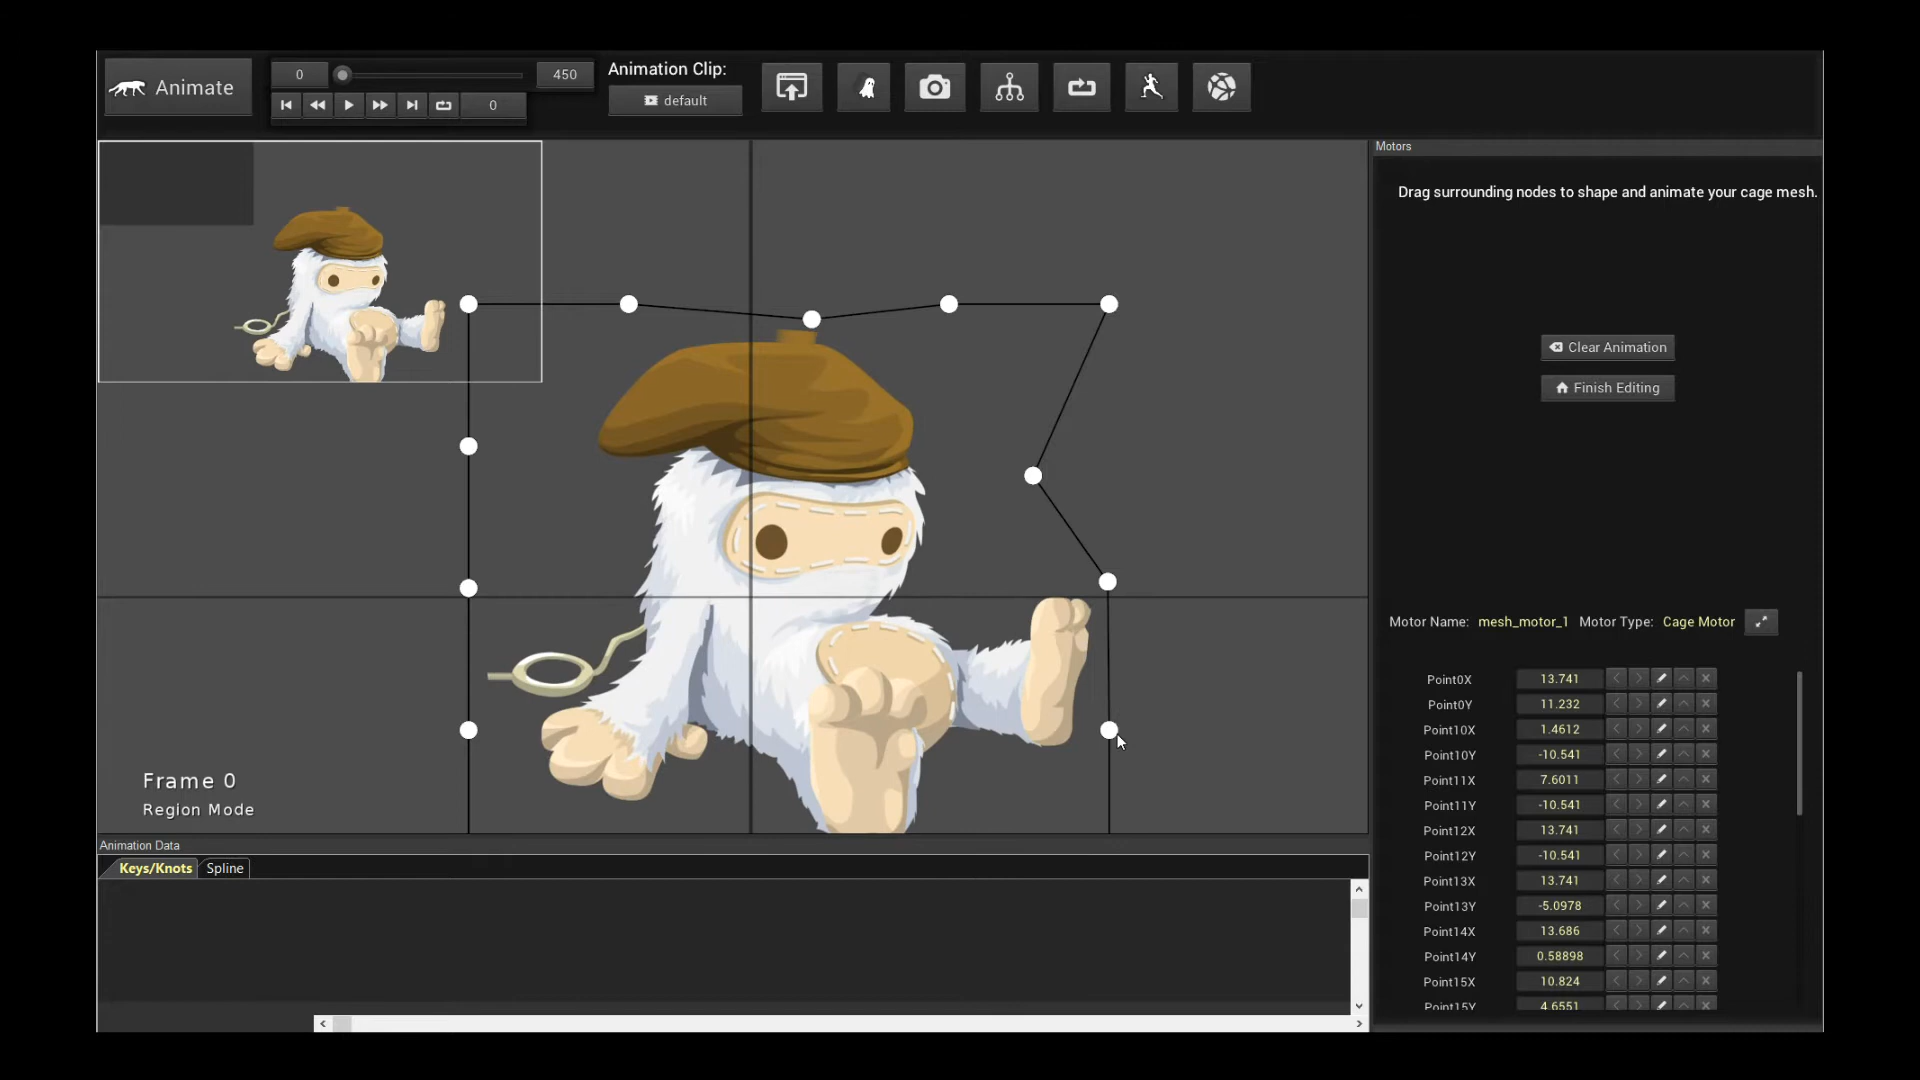 Animate
0
450
0
Animation Clip:
default
Motors
Drag surrounding nodes to shape and animate your cage mesh.
Clear Animation
Finish Editing
Motor Name: mesh_motor_1 Motor Type: Cage Motor
Point0X 13.741
Point0Y 11.232
Point10X 1.4612
Point10Y -10.541
Point11X 7.6011
Point11Y -10.541
Point12X 13.741
Point12Y -10.541
Point13X 13.741
Point13Y -5.0978
Point14X 13.686
Point14Y 0.58898
Point15X 10.824
Point15Y 4.6551
Frame 0
Region Mode
Animation Data
Keys/Knots Spline